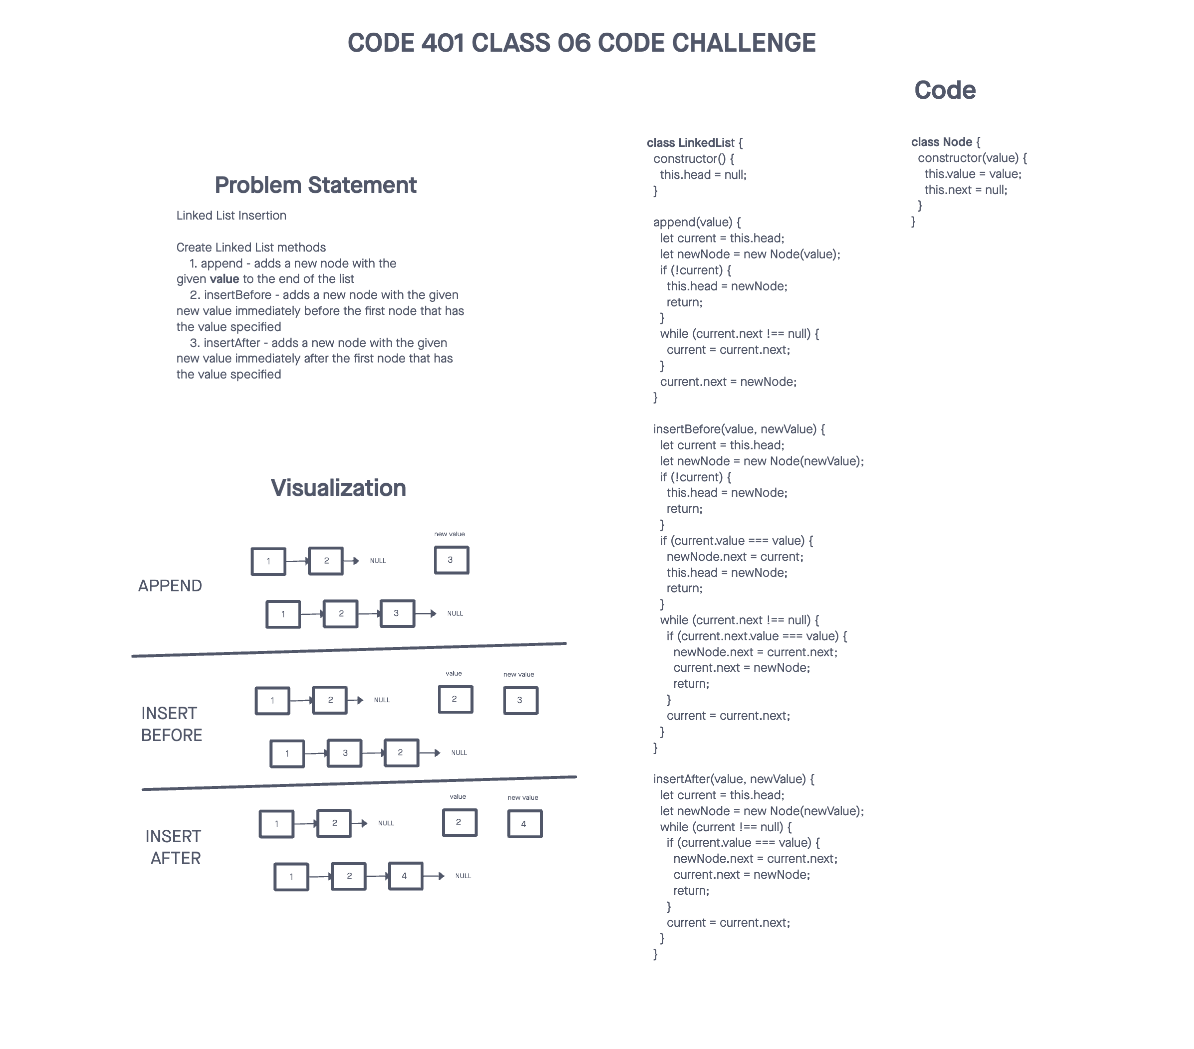 CODE 401 CLASS 06 CODE CHALLENGE
Problem Statement
Linked List Insertion
Create Linked List methods
1. append - adds a new node with the
given value to the end of the list
2. insertBefore - adds a new node with the given
new value immediately before the first node that has
the value specified
3. insertAfter - adds a new node with the given
new value immediately after the first node that has
the value specified
Visualization
APPEND
new value
1 2 NULL 3
1 2 3 NULL
INSERT
BEFORE
value new value
1 2 NULL 2 3
1 3 2 NULL
INSERT
AFTER
value new value
1 2 NULL 2 4
1 2 4 NULL
Code
class LinkedList {
constructor() {
this.head = null;
}
append(value) {
let current = this.head;
let newNode = new Node(value);
if (!current) {
this.head = newNode;
return;
}
while (current.next !== null) {
current = current.next;
}
current.next = newNode;
}
insertBefore(value, newValue) {
let current = this.head;
let newNode = new Node(newValue);
if (!current) {
this.head = newNode;
return;
}
if (current.value === value) {
newNode.next = current;
this.head = newNode;
return;
}
while (current.next !== null) {
if (current.next.value === value) {
newNode.next = current.next;
current.next = newNode;
return;
}
current = current.next;
}
}
insertAfter(value, newValue) {
let current = this.head;
let newNode = new Node(newValue);
while (current !== null) {
if (current.value === value) {
newNode.next = current.next;
current.next = newNode;
return;
}
current = current.next;
}
}
class Node {
constructor(value) {
this.value = value;
this.next = null;
}
}